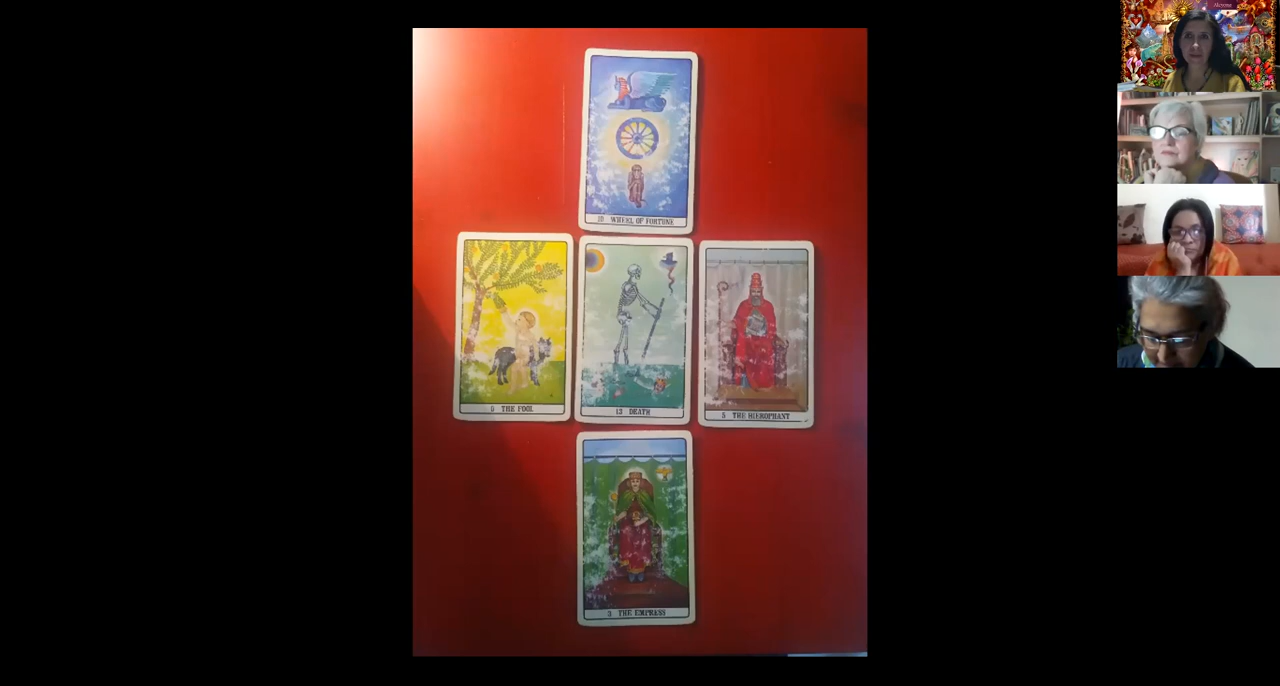 10 WHEEL OF FORTUNE
0 THE FOOL
13 DEATH
5 THE HIEROPHANT
3 THE EMPRESS